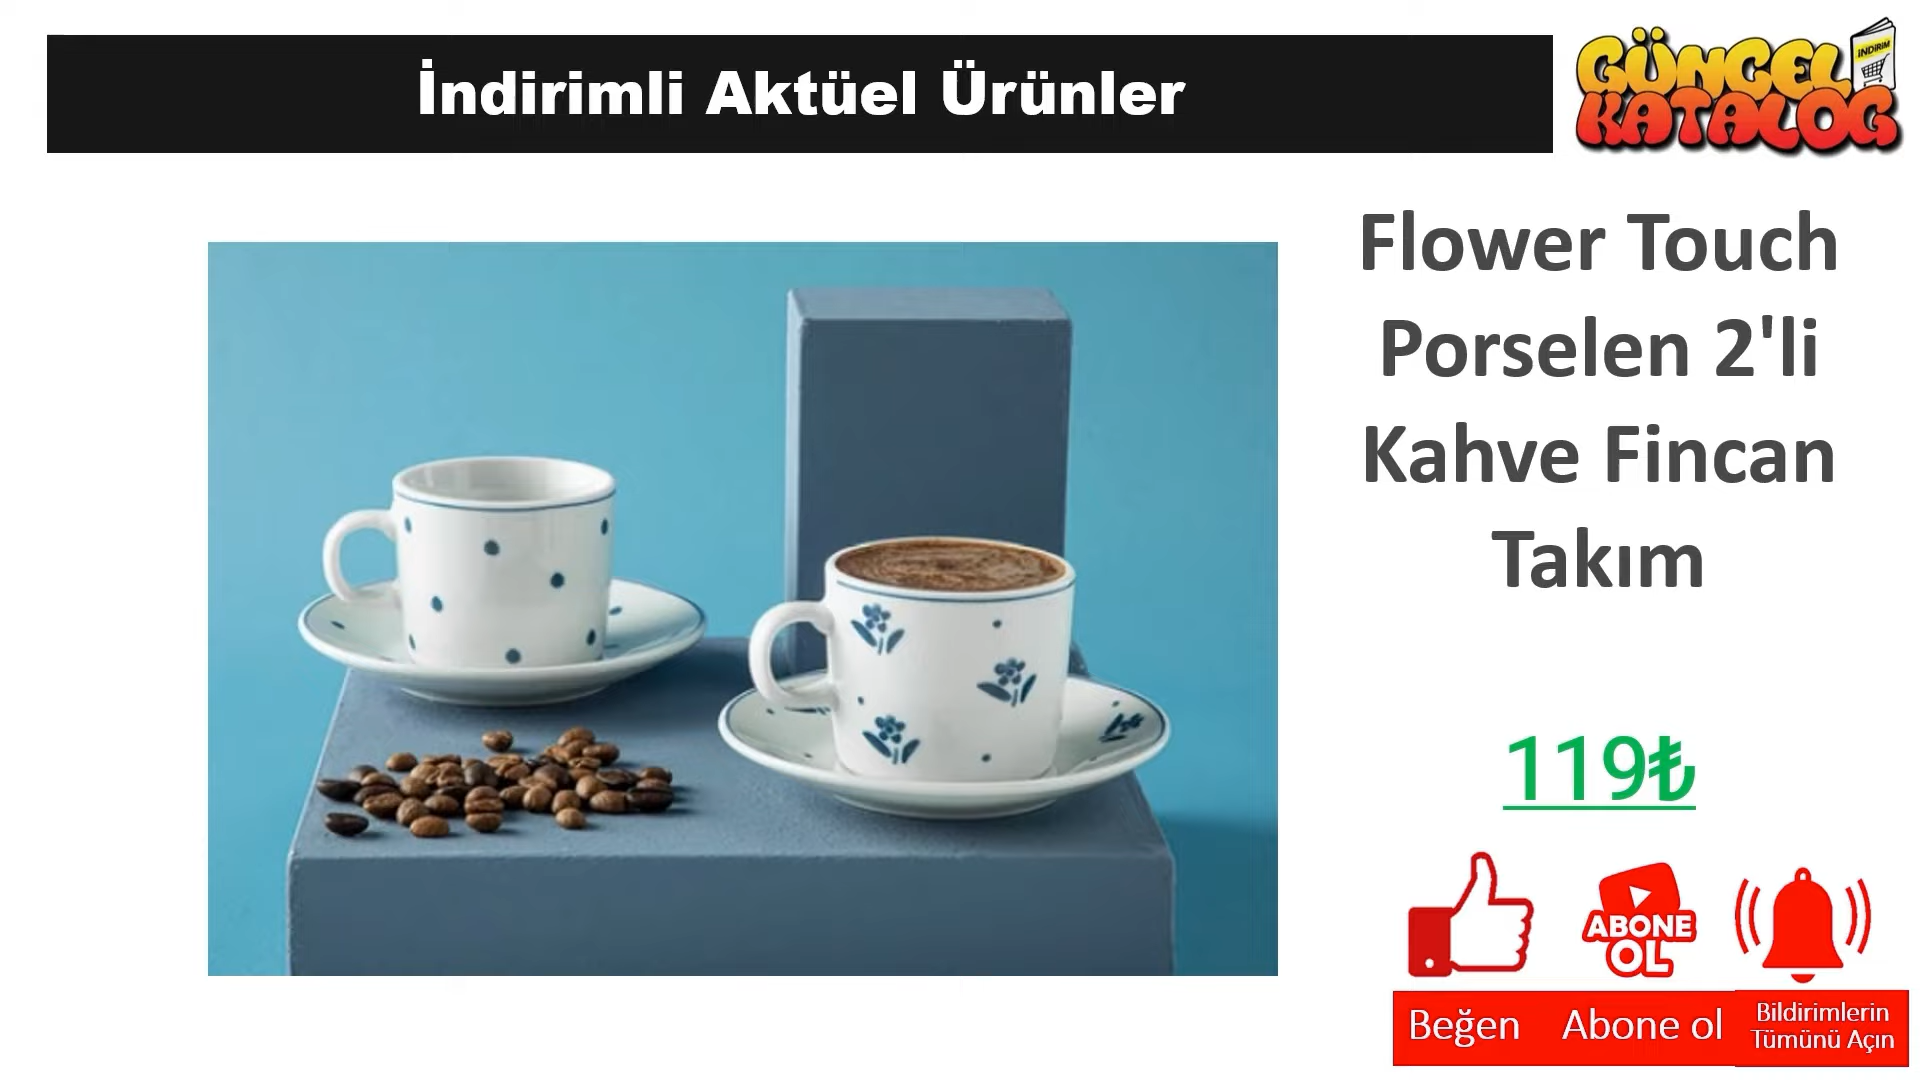 İndirimli Aktüel Ürünler
GÜNCEL
KATALOG
İNDİRİM
Flower Touch
Porselen 2'li
Kahve Fincan
Takım
119₺
ABONE
OL
Beğen
Abone ol
Bildirimlerin
Tümünü Açın